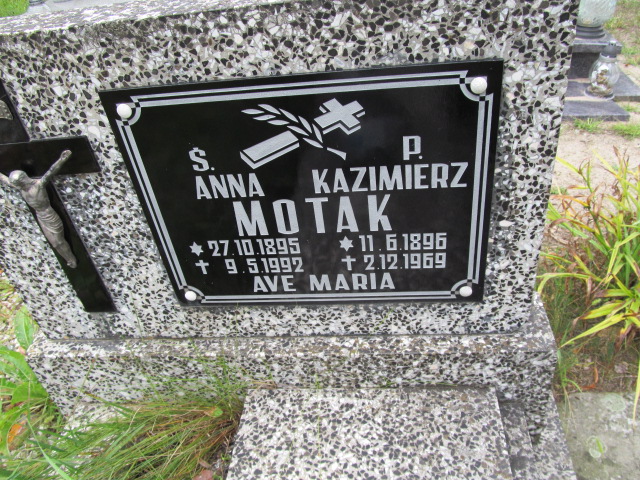 Ś. P.
ANNA KAZIMIERZ
MOTAK
* 27.10.1895 * 11.6.1896
† 9.5.1992 † 2.12.1969
AVE MARIA